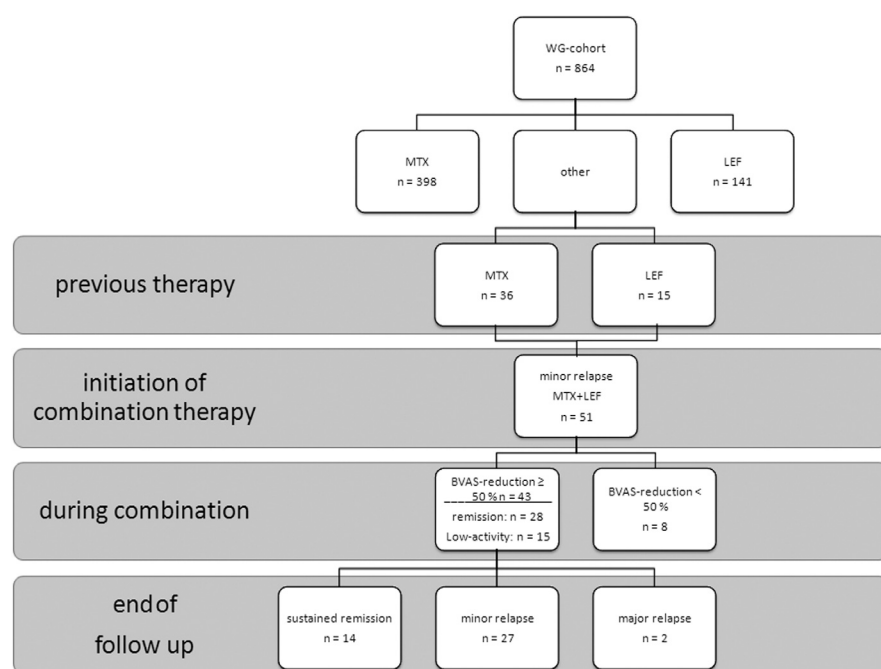 WG-cohort
n = 864
MTX
n = 398
other
LEF
n = 141
previous therapy
MTX
n = 36
LEF
n = 15
initiation of
combination therapy
minor relapse
MTX+LEF
n = 51
during combination
BVAS-reduction ≥
____50 % n = 43
remission: n = 28
Low-activity: n = 15
BVAS-reduction <
50 %
n = 8
end of
follow up
sustained remission
n = 14
minor relapse
n = 27
major relapse
n = 2